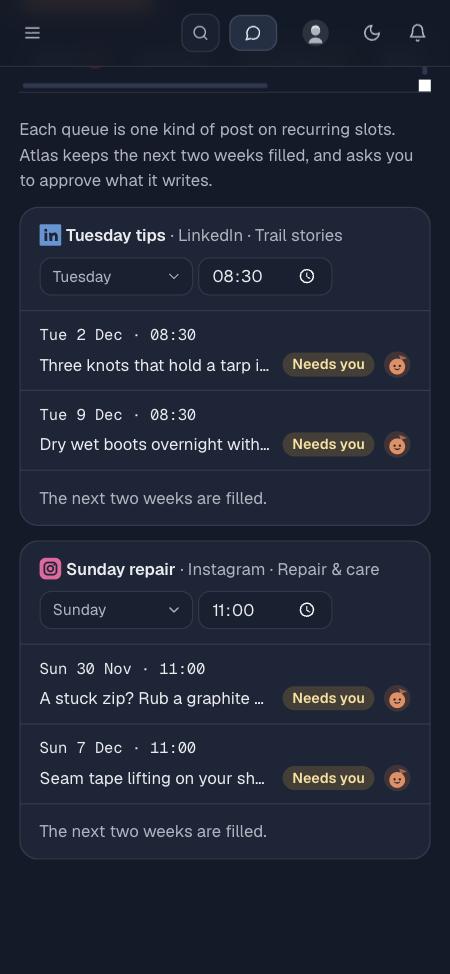 Each queue is one kind of post on recurring slots.
Atlas keeps the next two weeks filled, and asks you
to approve what it writes.
in Tuesday tips · LinkedIn · Trail stories
Tuesday 08:30
Tue 2 Dec · 08:30
Three knots that hold a tarp i… Needs you
Tue 9 Dec · 08:30
Dry wet boots overnight with… Needs you
The next two weeks are filled.
Sunday repair · Instagram · Repair & care
Sunday 11:00
Sun 30 Nov · 11:00
A stuck zip? Rub a graphite … Needs you
Sun 7 Dec · 11:00
Seam tape lifting on your sh… Needs you
The next two weeks are filled.